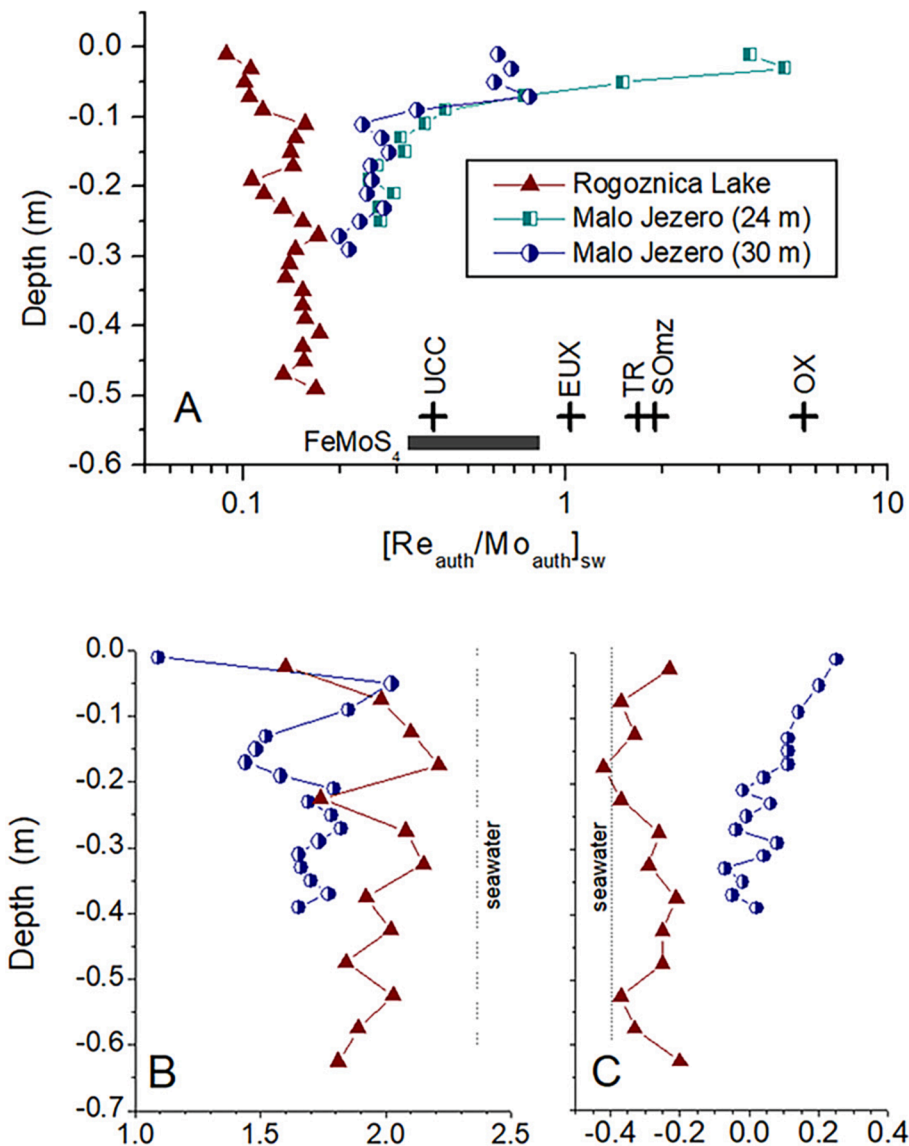 0.0
-0.1
-0.2
-0.3
-0.4
-0.5
-0.6
Depth (m)
Rogoznica Lake
Malo Jezero (24 m)
Malo Jezero (30 m)
UCC
EUX
TR
SOmz
OX
A
FeMoS₄
0.1
1
10
[Re_auth/Mo_auth]_sw
0.0
-0.1
-0.2
-0.3
-0.4
-0.5
-0.6
-0.7
Depth (m)
seawater
B
1.0 1.5 2.0 2.5
seawater
C
-0.4 -0.2 0.0 0.2 0.4